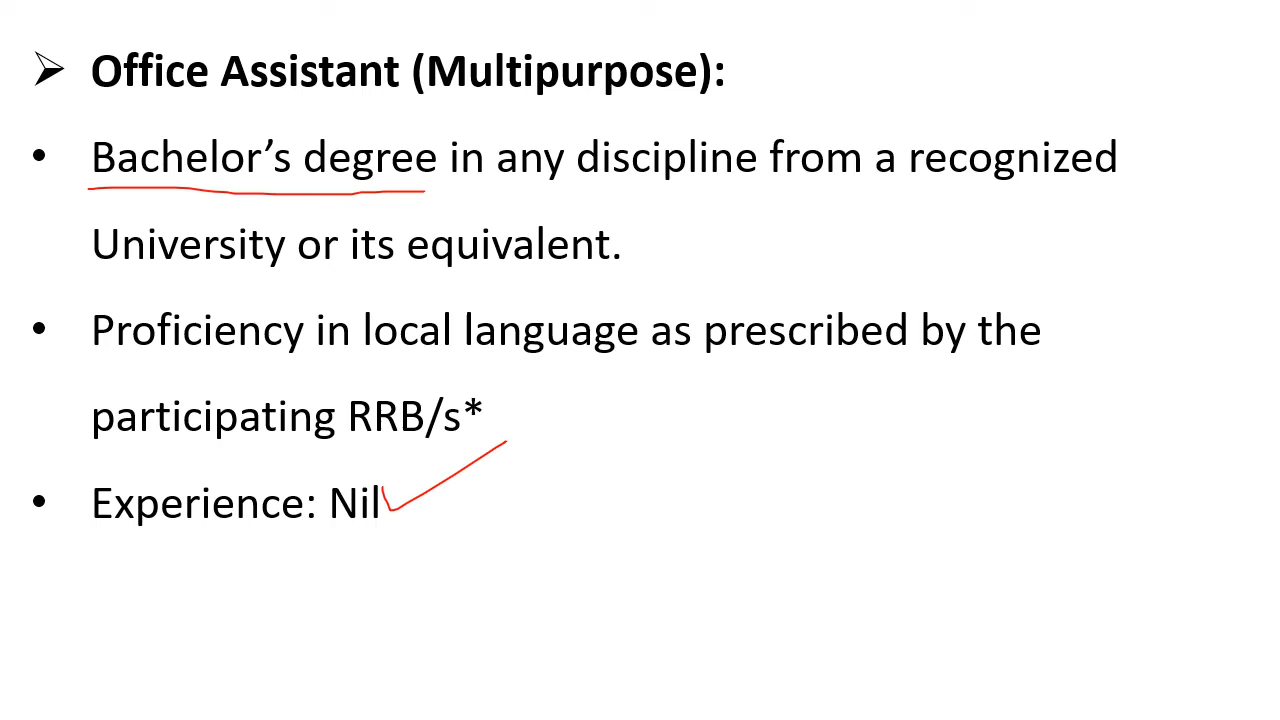 ➢ Office Assistant (Multipurpose):
• Bachelor’s degree in any discipline from a recognized
University or its equivalent.
• Proficiency in local language as prescribed by the
participating RRB/s*
• Experience: Nil